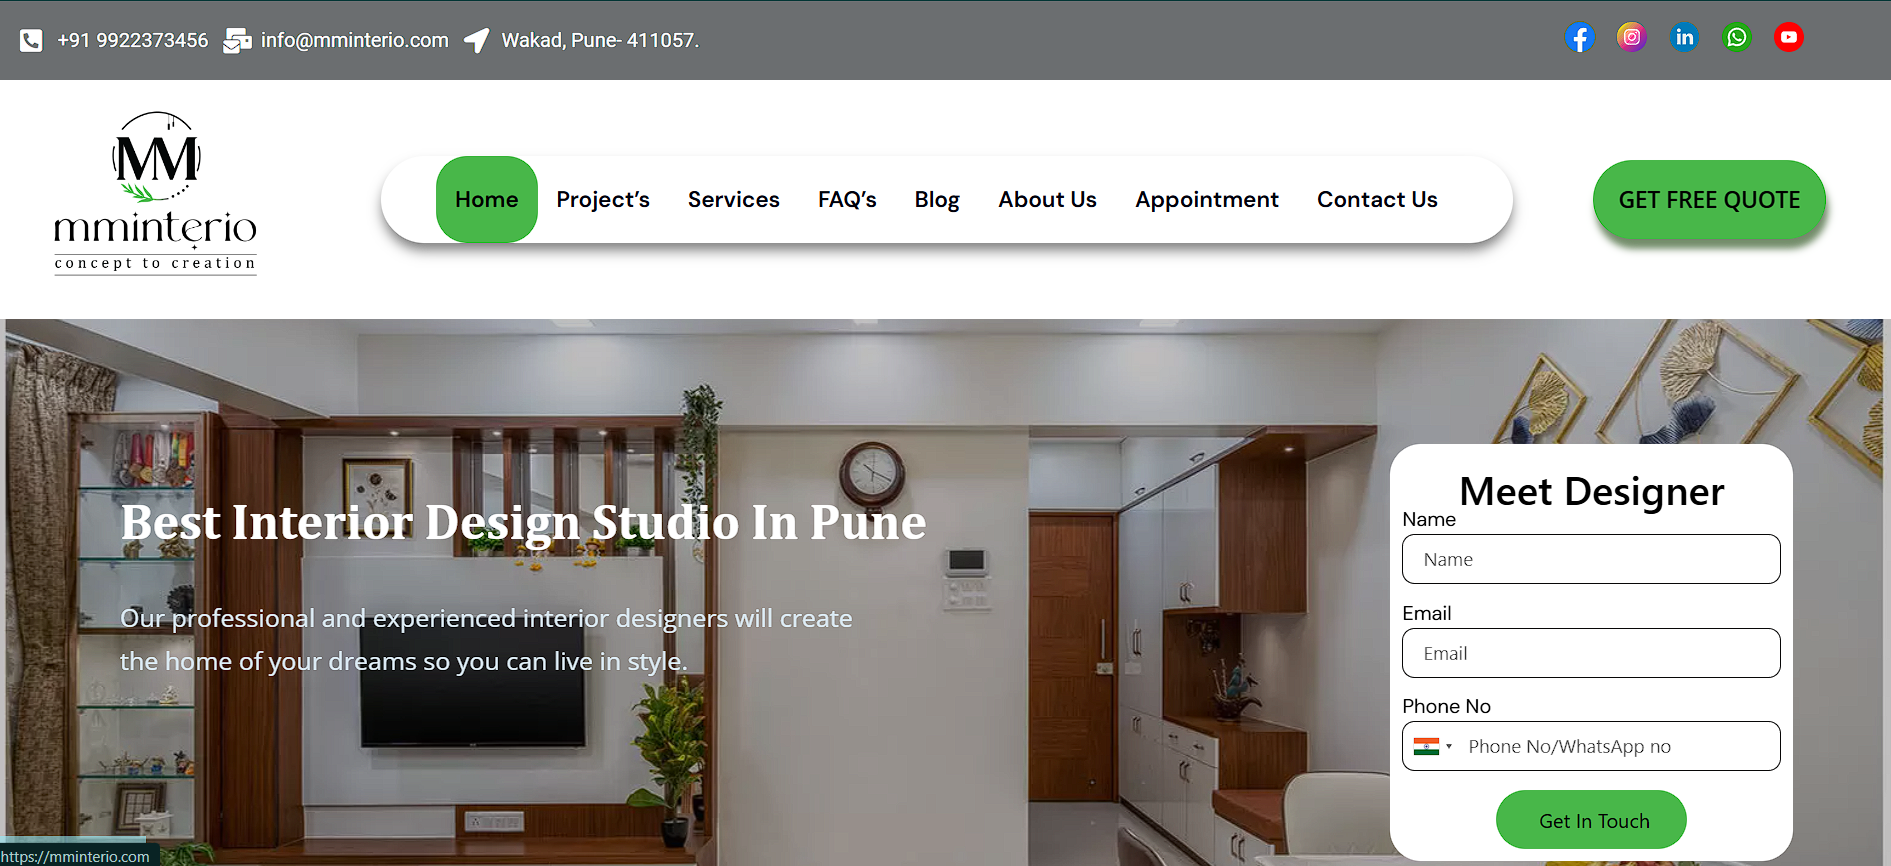 +91 9922373456 info@mminterio.com Wakad, Pune- 411057.
MM
mminterio
concept to creation
Home Project’s Services FAQ’s Blog About Us Appointment Contact Us
GET FREE QUOTE
Best Interior Design Studio In Pune
Our professional and experienced interior designers will create
the home of your dreams so you can live in style.
Meet Designer
Name
Name
Email
Email
Phone No
Phone No/WhatsApp no
Get In Touch
https://mminterio.com